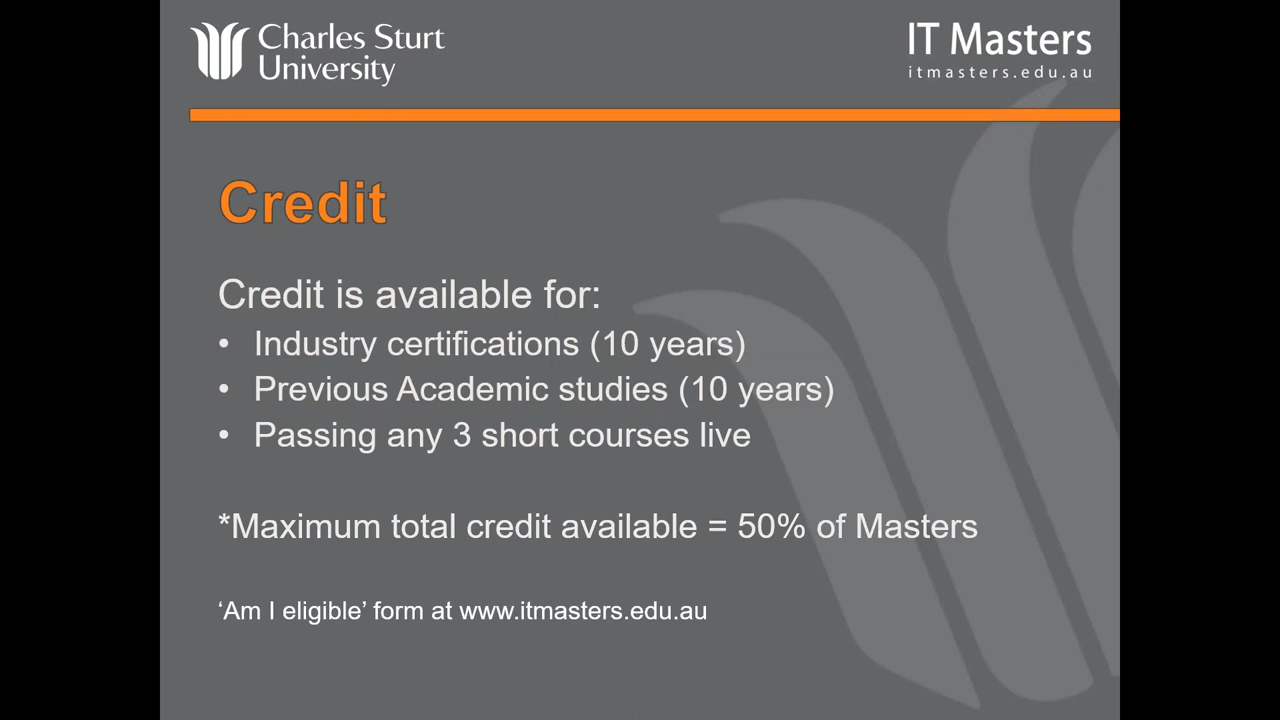 Charles Sturt
University
IT Masters
itmasters.edu.au
Credit
Credit is available for:
• Industry certifications (10 years)
• Previous Academic studies (10 years)
• Passing any 3 short courses live
*Maximum total credit available = 50% of Masters
‘Am I eligible’ form at www.itmasters.edu.au